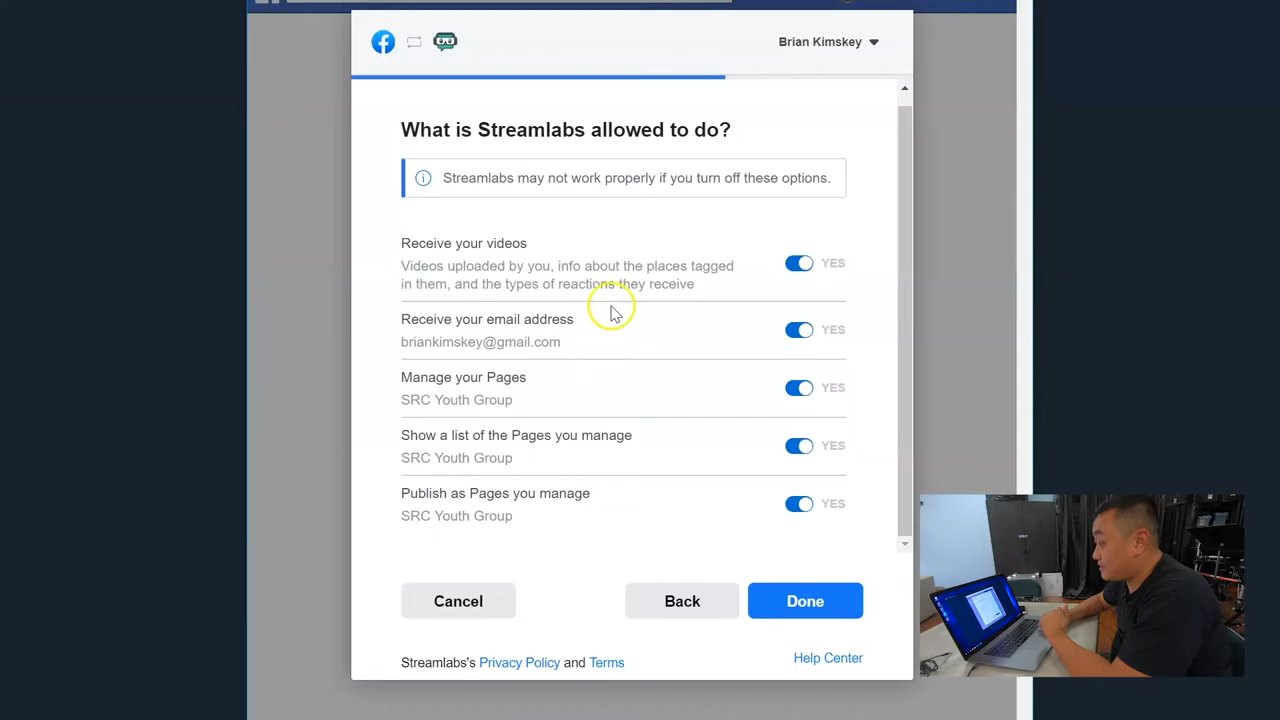 Brian Kimskey
What is Streamlabs allowed to do?
Streamlabs may not work properly if you turn off these options.
Receive your videos
Videos uploaded by you, info about the places tagged
in them, and the types of reactions they receive
YES
Receive your email address
briankimskey@gmail.com
YES
Manage your Pages
SRC Youth Group
YES
Show a list of the Pages you manage
SRC Youth Group
YES
Publish as Pages you manage
SRC Youth Group
YES
Cancel
Back
Done
Streamlabs's Privacy Policy and Terms
Help Center